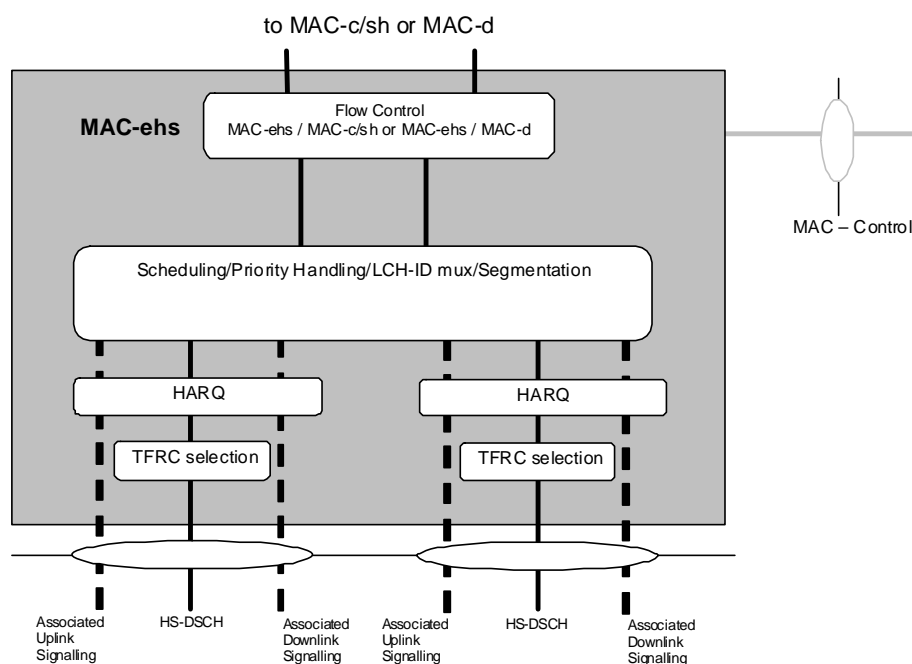 to MAC-c/sh or MAC-d
MAC-ehs
Flow Control
MAC-ehs / MAC-c/sh or MAC-ehs / MAC-d
MAC – Control
Scheduling/Priority Handling/LCH-ID mux/Segmentation
HARQ
HARQ
TFRC selection
TFRC selection
Associated
Uplink
Signalling
HS-DSCH
Associated
Downlink
Signalling
Associated
Uplink
Signalling
HS-DSCH
Associated
Downlink
Signalling